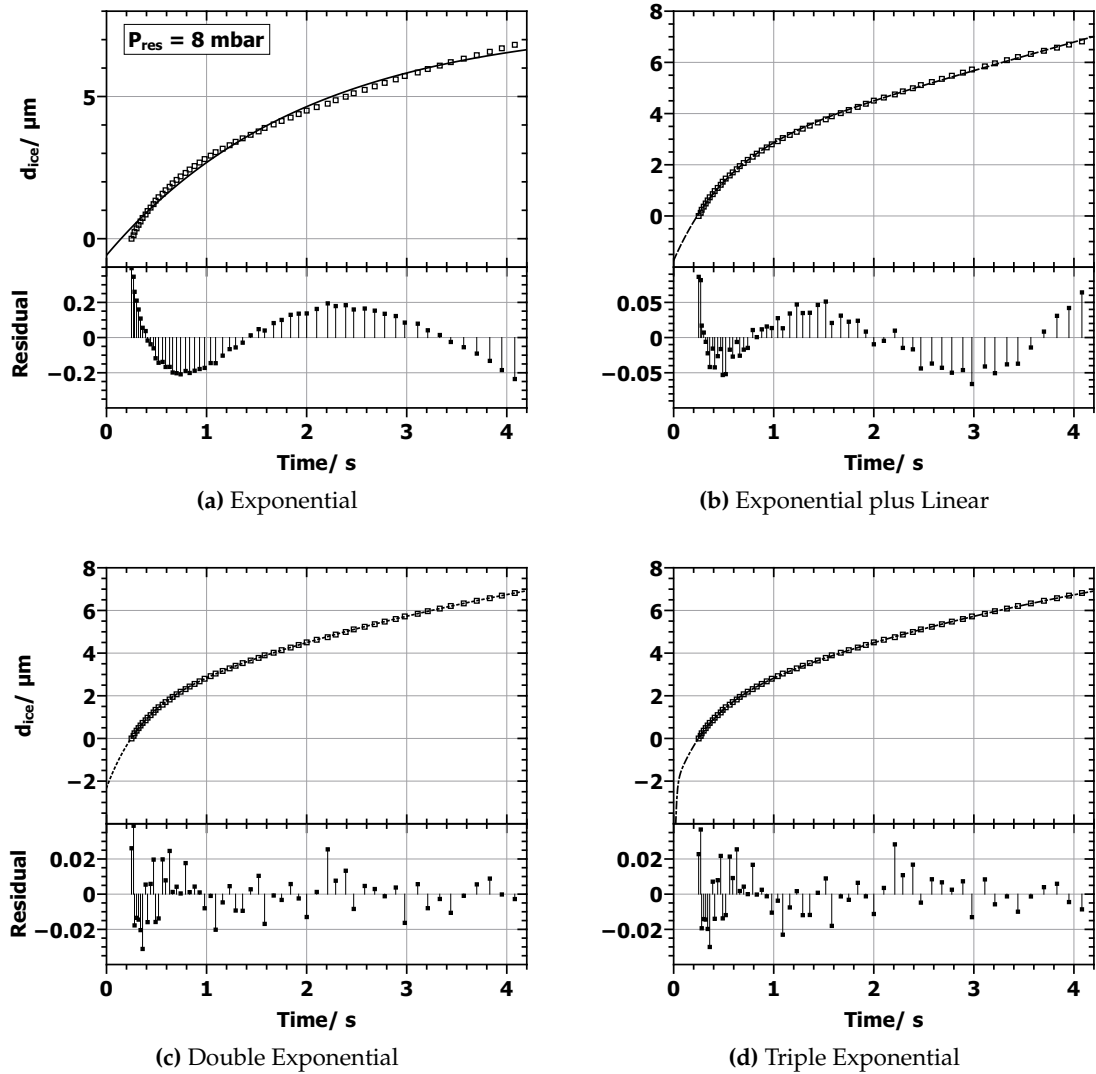 P_res = 8 mbar
d_ice/ μm
5
0
Residual
0.2
0
−0.2
0 1 2 3 4
Time/ s
(a) Exponential
8
6
4
2
0
0.05
0
−0.05
0 1 2 3 4
Time/ s
(b) Exponential plus Linear
d_ice/ μm
8
6
4
2
0
−2
Residual
0.02
0
−0.02
0 1 2 3 4
Time/ s
(c) Double Exponential
8
6
4
2
0
−2
0.02
0
−0.02
0 1 2 3 4
Time/ s
(d) Triple Exponential